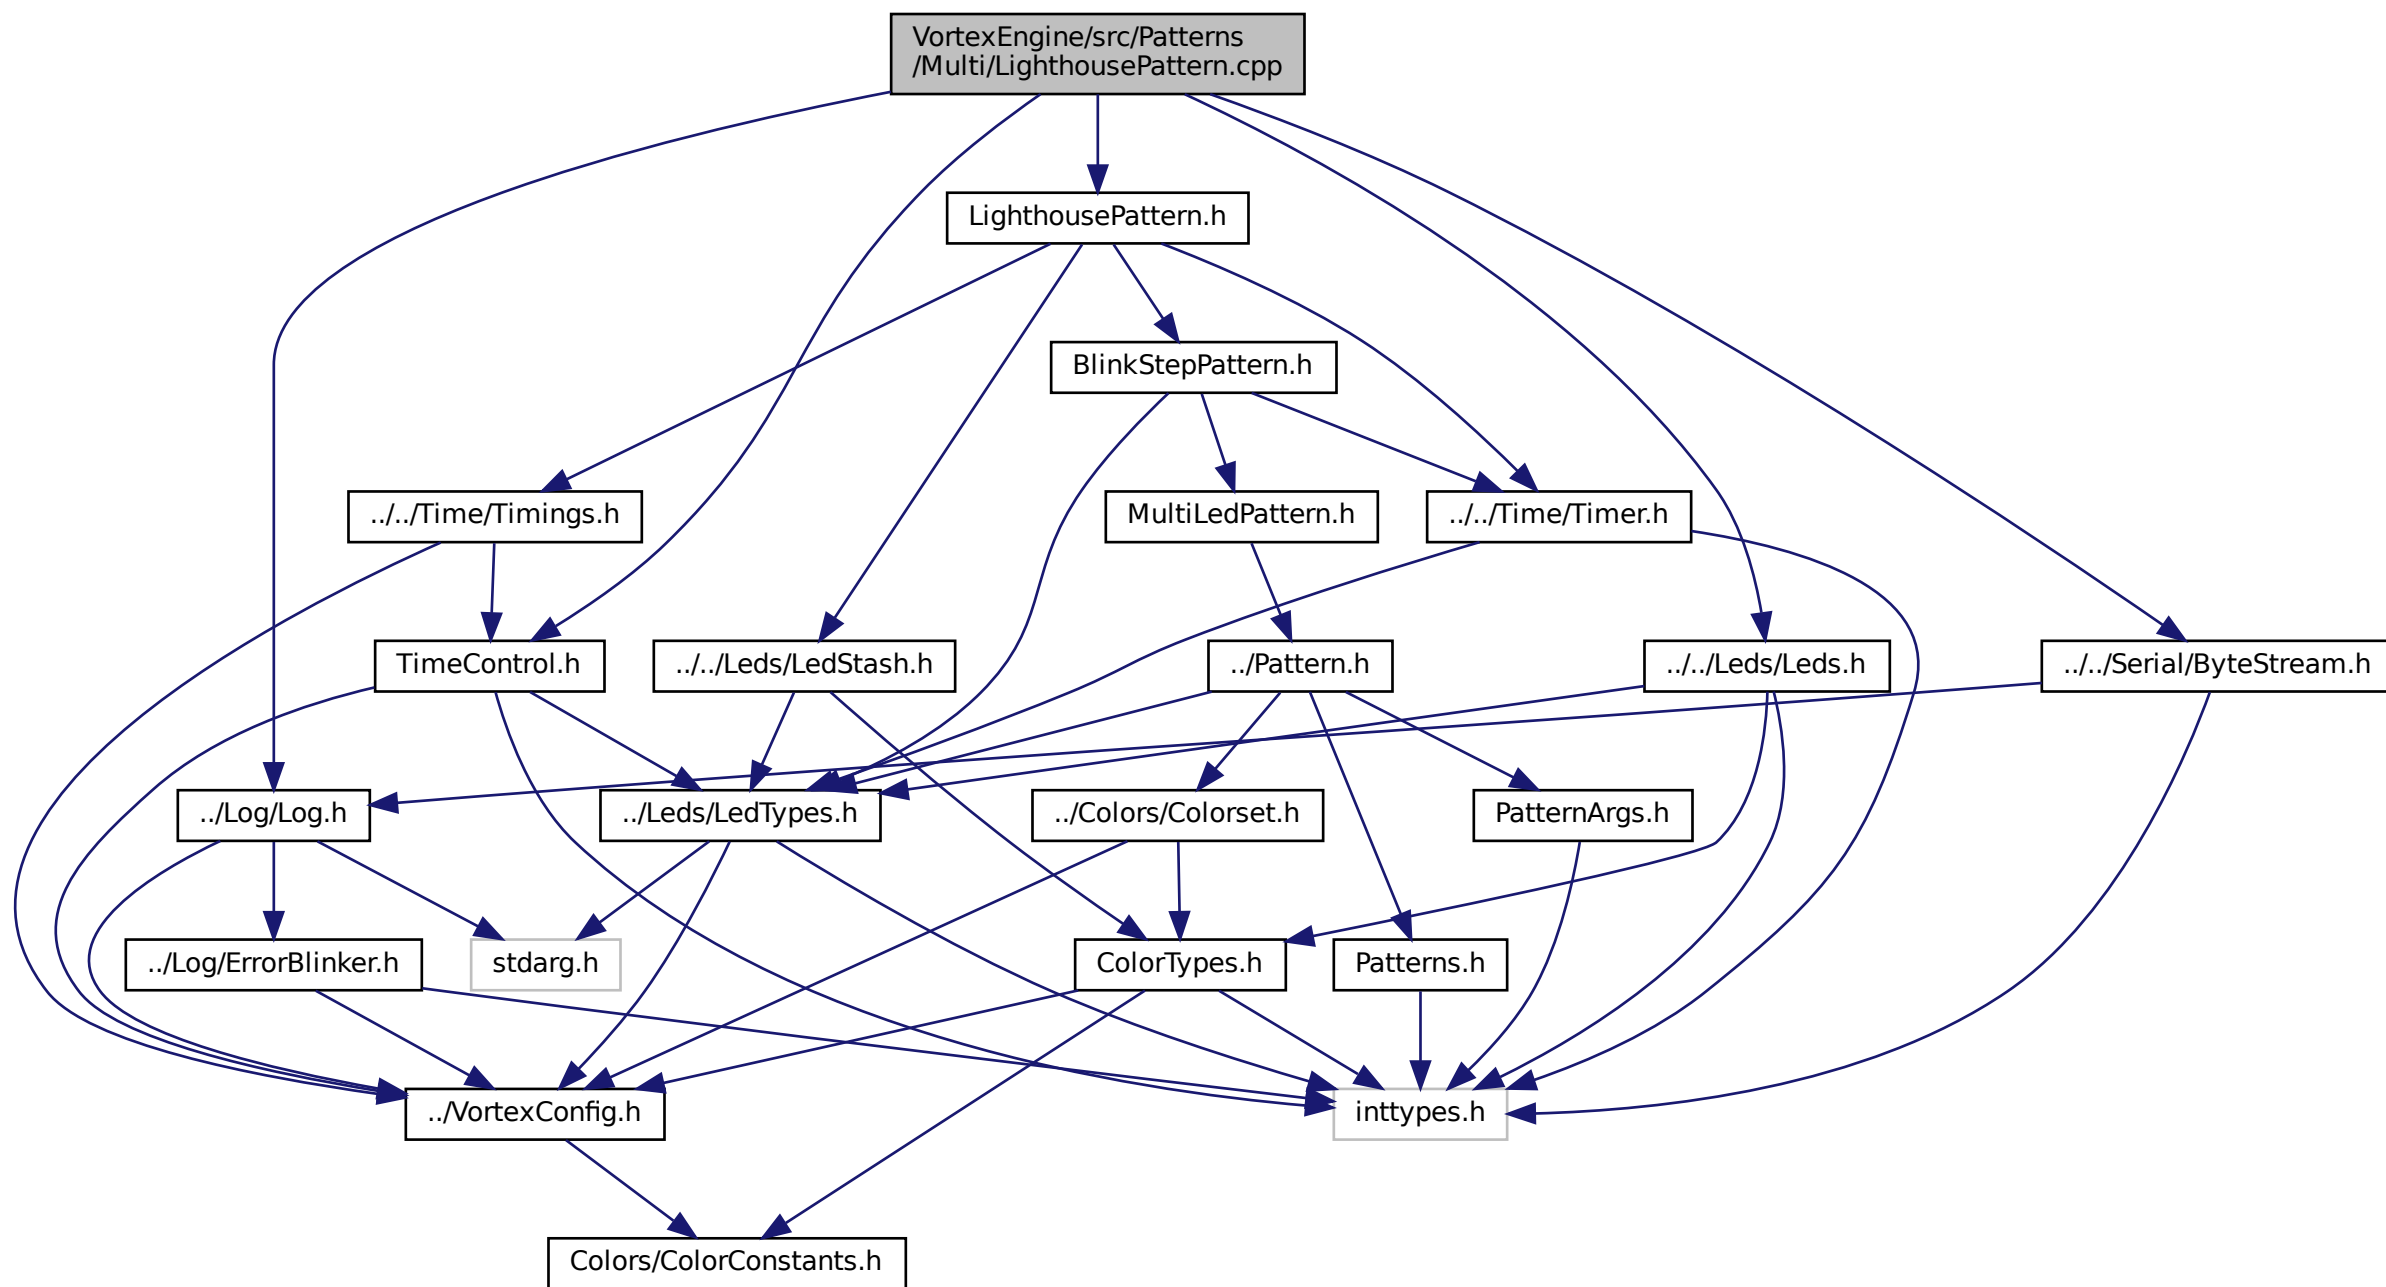 VortexEngine/src/Patterns
/Multi/LighthousePattern.cpp
LighthousePattern.h
BlinkStepPattern.h
../../Time/Timings.h
MultiLedPattern.h
../../Time/Timer.h
TimeControl.h
../../Leds/LedStash.h
../Pattern.h
../../Leds/Leds.h
../../Serial/ByteStream.h
../Log/Log.h
../Leds/LedTypes.h
../Colors/Colorset.h
PatternArgs.h
../Log/ErrorBlinker.h
stdarg.h
ColorTypes.h
Patterns.h
../VortexConfig.h
inttypes.h
Colors/ColorConstants.h